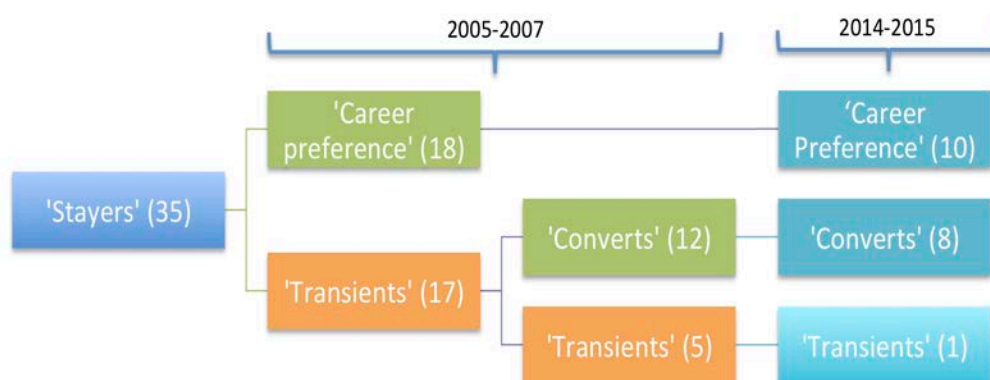 2005-2007
2014-2015
'Career
preference' (18)
‘Career
Preference' (10)
'Stayers' (35)
'Converts' (12)
'Converts' (8)
'Transients' (17)
'Transients' (5)
'Transients' (1)